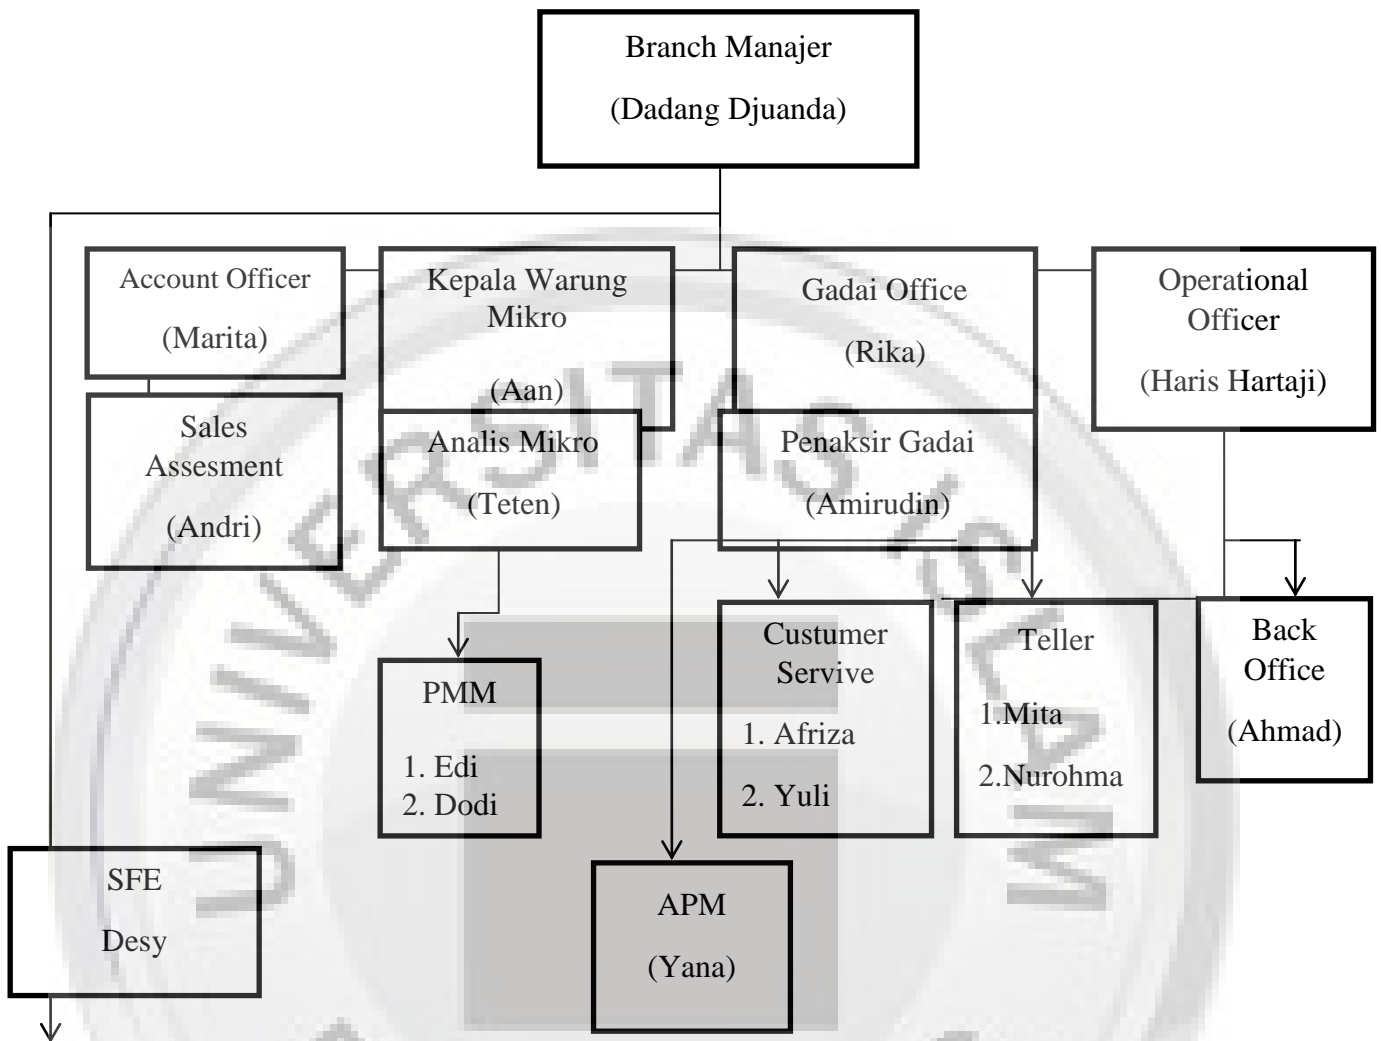 Branch Manajer
(Dadang Djuanda)
Account Officer
(Marita)
Kepala Warung
Mikro
(Aan)
Gadai Office
(Rika)
Operational
Officer
(Haris Hartaji)
Sales
Assesment
(Andri)
Analis Mikro
(Teten)
Penaksir Gadai
(Amirudin)
PMM
1. Edi
2. Dodi
Custumer
Servive
1. Afriza
2. Yuli
Teller
1.Mita
2.Nurohma
Back
Office
(Ahmad)
SFE
Desy
APM
(Yana)
UNIVERSITAS ISLAM